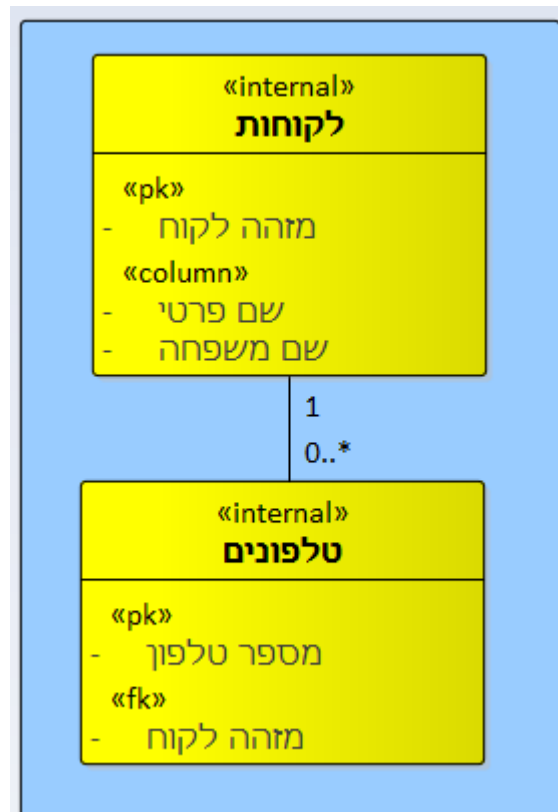 «internal»
לקוחות
«pk»
- מזהה לקוח
«column»
- שם פרטי
- שם משפחה
1
0..*
«internal»
טלפונים
«pk»
- מספר טלפון
«fk»
- מזהה לקוח